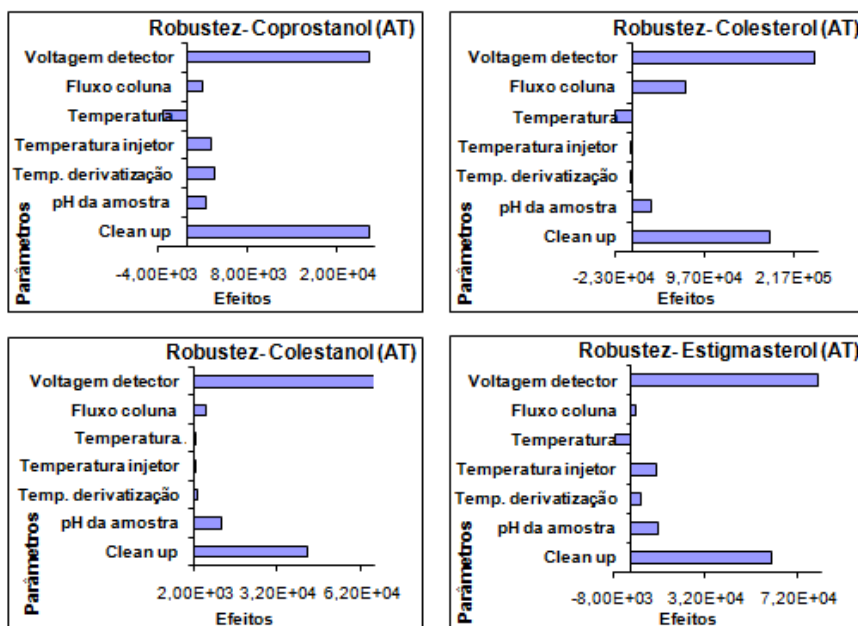 Robustez- Coprostanol (AT)
Voltagem detector
Fluxo coluna
Temperatura
Temperatura injetor
Temp. derivatização
pH da amostra
Clean up
Parâmetros
-4,00E+03 8,00E+03 2,00E+04
Efeitos
Robustez- Colesterol (AT)
Voltagem detector
Fluxo coluna
Temperatura
Temperatura injetor
Temp. derivatização
pH da amostra
Clean up
Parâmetros
-2,30E+04 9,70E+04 2,17E+05
Efeitos
Robustez- Colestanol (AT)
Voltagem detector
Fluxo coluna
Temperatura..
Temperatura injetor
Temp. derivatização
pH da amostra
Clean up
Parâmetros
2,00E+03 3,20E+04 6,20E+04
Efeitos
Robustez- Estigmasterol (AT)
Voltagem detector
Fluxo coluna
Temperatura
Temperatura injetor
Temp. derivatização
pH da amostra
Clean up
Parâmetros
-8,00E+03 3,20E+04 7,20E+04
Efeitos